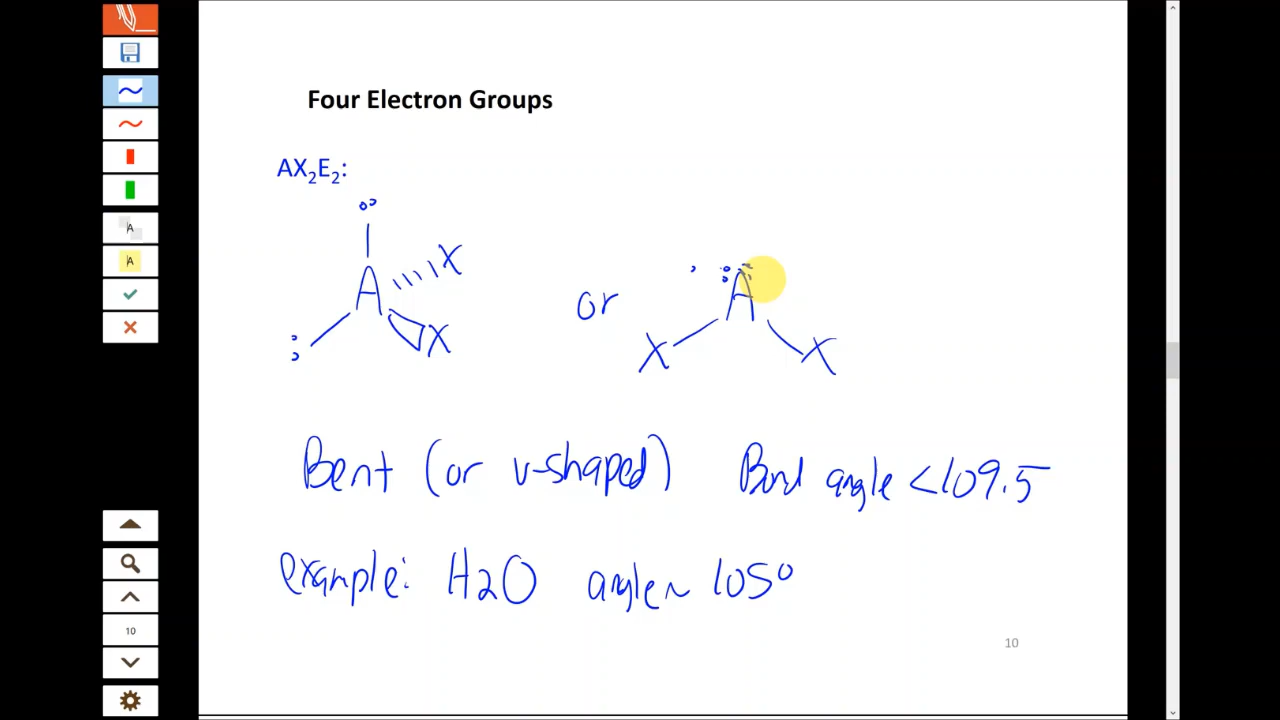 Four Electron Groups
AX₂E₂:
A X X
or
A X X
Bent (or v-shaped) Bond angle <109.5
example: H2O angle~ 105°
10
10
A
A